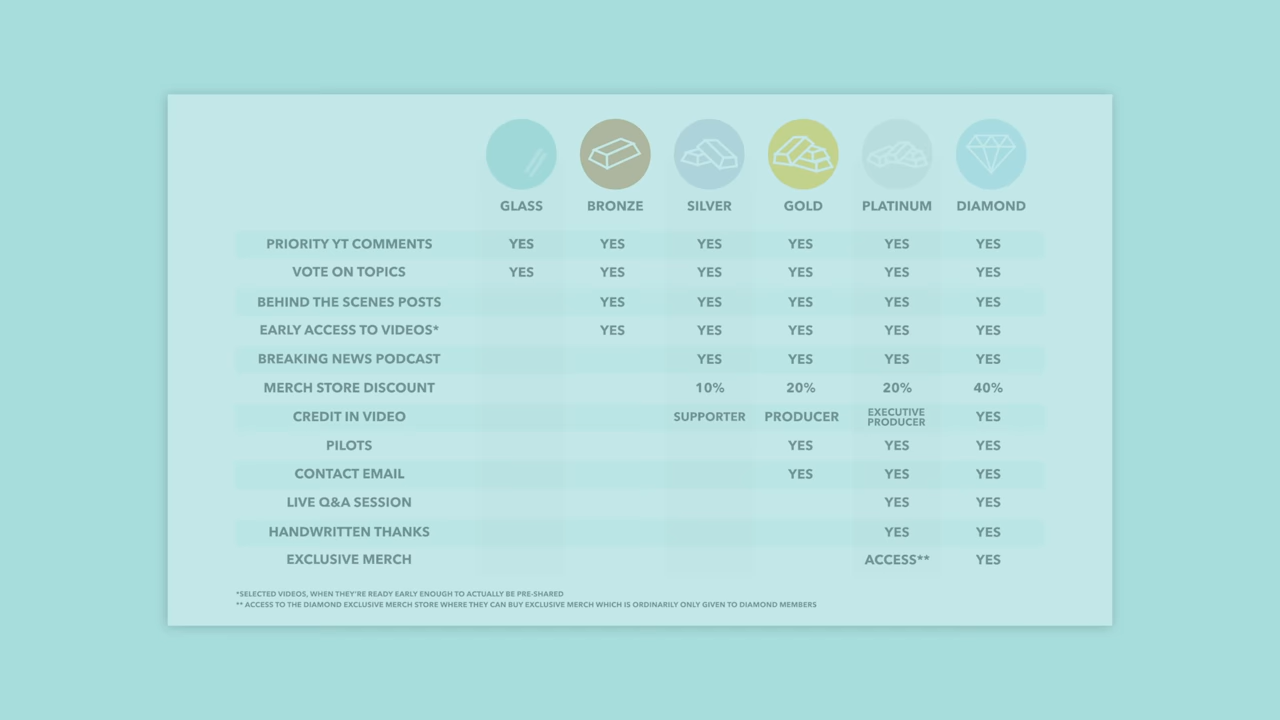 GLASS BRONZE SILVER GOLD PLATINUM DIAMOND
PRIORITY YT COMMENTS YES YES YES YES YES YES
VOTE ON TOPICS YES YES YES YES YES YES
BEHIND THE SCENES POSTS YES YES YES YES YES
EARLY ACCESS TO VIDEOS* YES YES YES YES YES
BREAKING NEWS PODCAST YES YES YES YES
MERCH STORE DISCOUNT 10% 20% 20% 40%
CREDIT IN VIDEO SUPPORTER PRODUCER EXECUTIVE PRODUCER YES
PILOTS YES YES YES
CONTACT EMAIL YES YES YES
LIVE Q&A SESSION YES YES
HANDWRITTEN THANKS YES YES
EXCLUSIVE MERCH ACCESS** YES
*SELECTED VIDEOS, WHEN THEY'RE READY EARLY ENOUGH TO ACTUALLY BE PRE-SHARED
** ACCESS TO THE DIAMOND EXCLUSIVE MERCH STORE WHERE THEY CAN BUY EXCLUSIVE MERCH WHICH IS ORDINARILY ONLY GIVEN TO DIAMOND MEMBERS